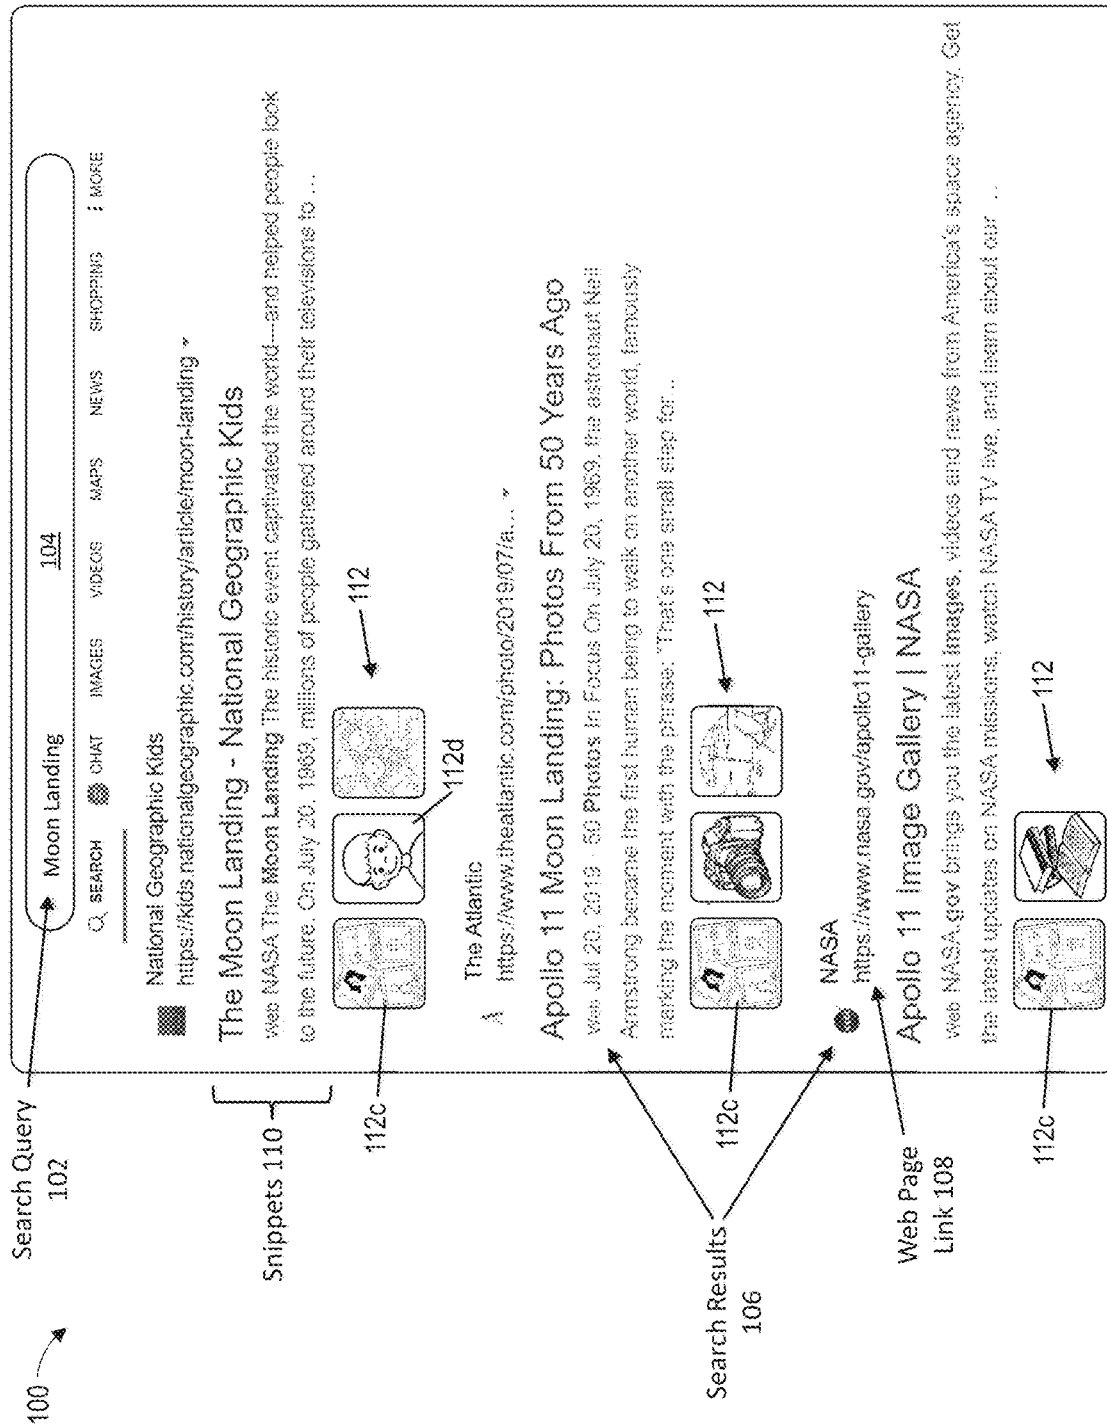 100
Search Query
102
Moon Landing
104
SEARCH CHAT IMAGES VIDEOS MAPS NEWS SHOPPING MORE
National Geographic Kids
https://kids.nationalgeographic.com/history/article/moon-landing
Snippets 110
The Moon Landing - National Geographic Kids
Web NASA The Moon Landing The historic event captivated the world—and helped people look
to the future. On July 20, 1969, millions of people gathered around their televisions to ...
112c
112d
112
The Atlantic
https://www.theatlantic.com/photo/2019/07/a...
Search Results
106
Apollo 11 Moon Landing: Photos From 50 Years Ago
Web Jul 20, 2019 50 Photos In Focus On July 20, 1969, the astronaut Neil
Armstrong became the first human being to walk on another world, famously
marking the moment with the phrase: "That's one small step for...
112c
112
NASA
https://www.nasa.gov/apollo11-gallery
Web Page
Link 108
Apollo 11 Image Gallery | NASA
Web NASA.gov brings you the latest images, videos and news from America's space agency. Get
the latest updates on NASA missions, watch NASA TV live, and learn about our ...
112c
112